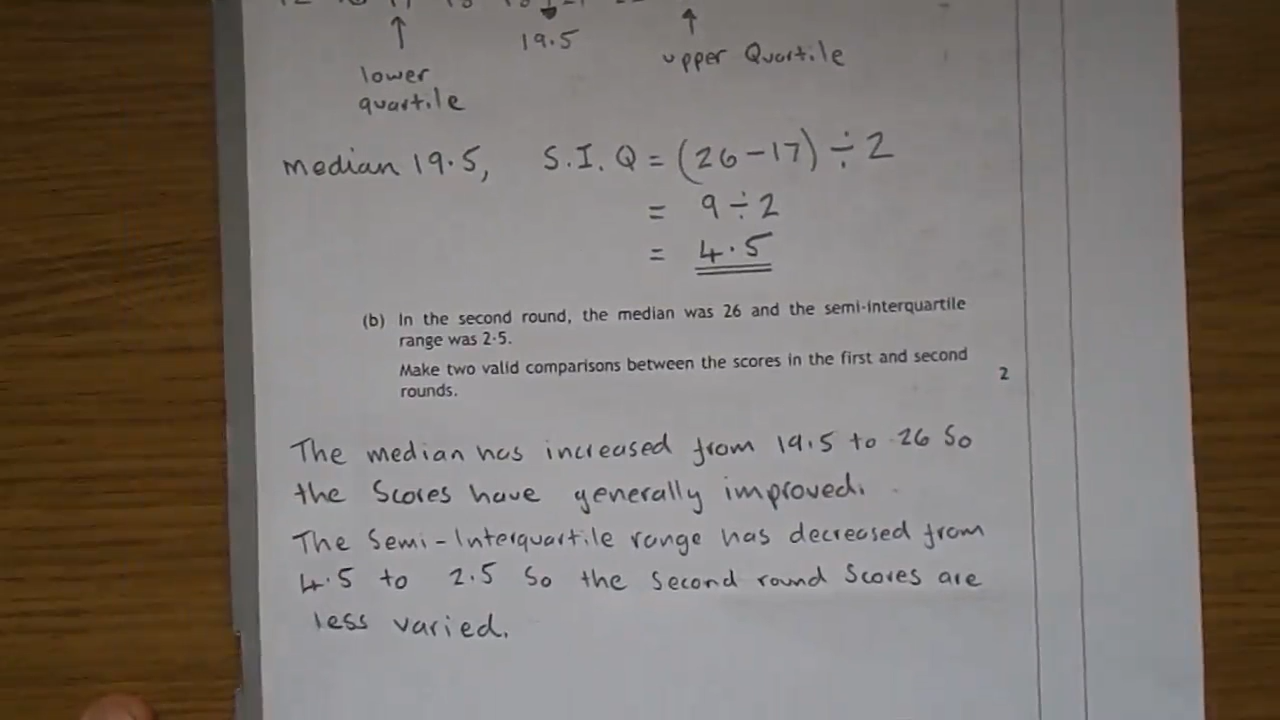 19.5
lower
quartile
upper Quartile
median 19.5, S.I.Q = (26-17) ÷ 2
= 9 ÷ 2
= 4.5
(b) In the second round, the median was 26 and the semi-interquartile
range was 2·5.
Make two valid comparisons between the scores in the first and second
rounds.
2
The median has increased from 19.5 to 26 So
the Scores have generally improved.
The Semi-Interquartile range has decreased from
4.5 to 2.5 So the Second round Scores are
less varied.